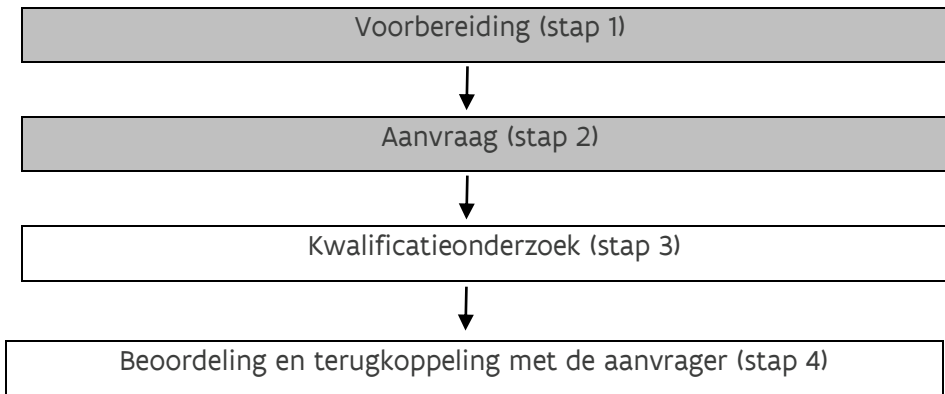 Voorbereiding (stap 1)
Aanvraag (stap 2)
Kwalificatieonderzoek (stap 3)
Beoordeling en terugkoppeling met de aanvrager (stap 4)